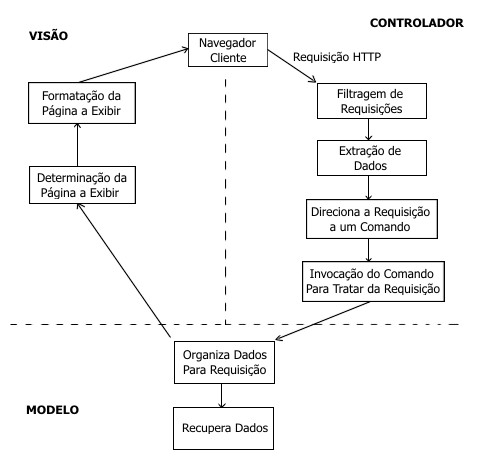 CONTROLADOR
VISÃO
Navegador
Cliente
Requisição HTTP
Filtragem de
Requisições
Extração de
Dados
Direciona a Requisição
a um Comando
Invocação do Comando
Para Tratar da Requisição
Formatação da
Página a Exibir
Determinação da
Página a Exibir
Organiza Dados
Para Requisição
MODELO
Recupera Dados